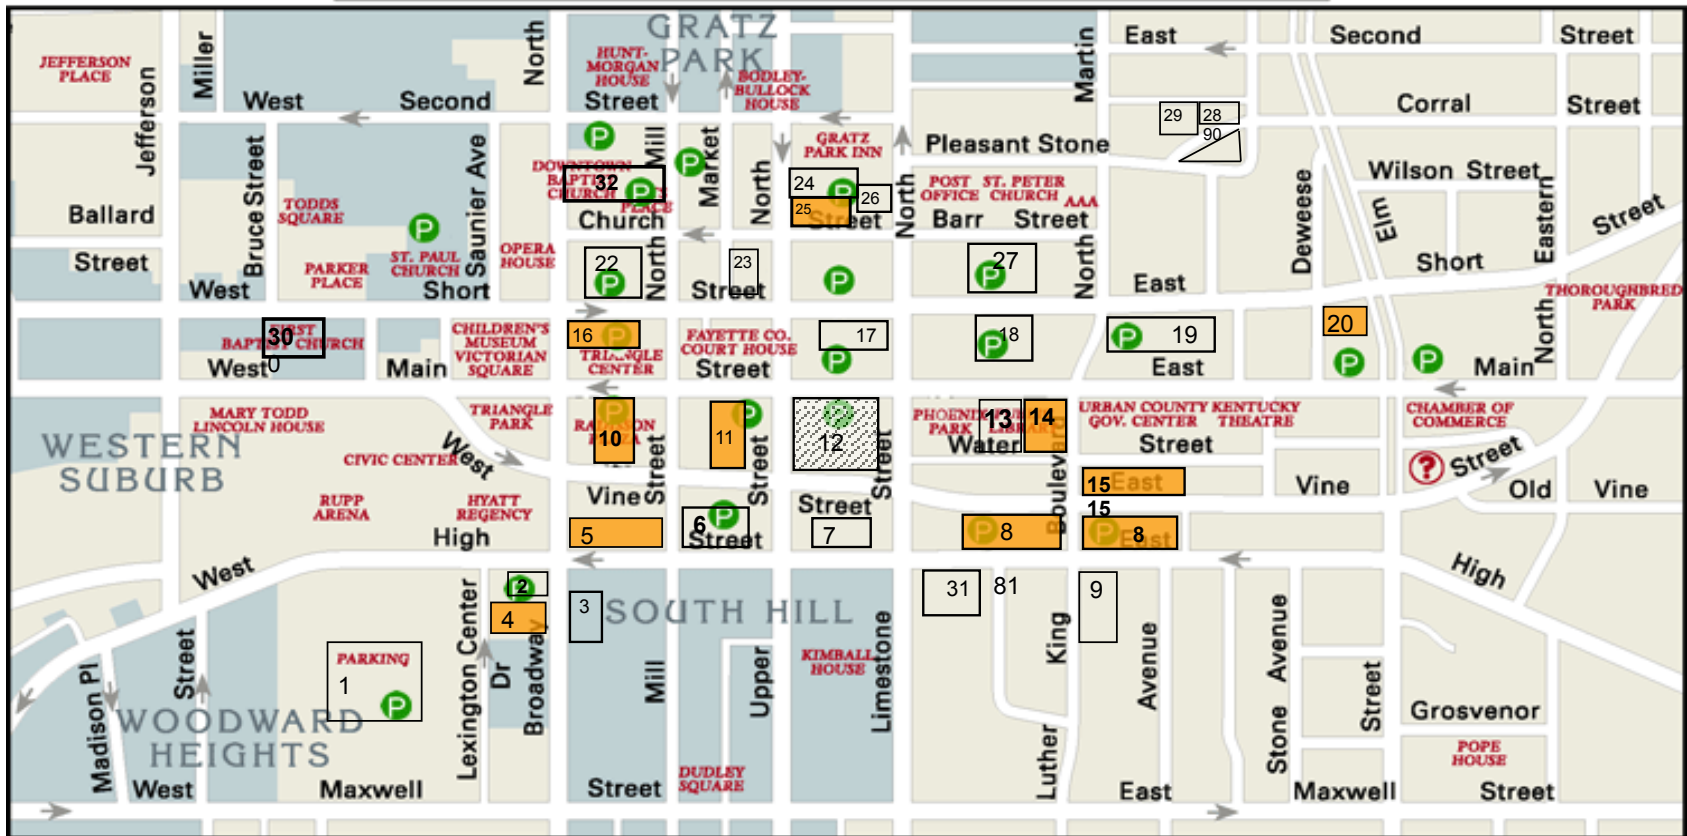 GRATZ
PARK
JEFFERSON
PLACE
Jefferson
Miller
West
Second
North
HUNT-
MORGAN
HOUSE
Street
BODLEY-
BULLOCK
HOUSE
Martin
East
Second
Street
Corral
Street
29
28
90
Pleasant Stone
Wilson Street
P
Mill
P
Market
North
GRATZ
PARK INN
North
DOWNTOWN
BAPTIST
CHURCH
32
P
PLACE
Church
24
P
25
26
Street
POST
OFFICE
ST. PETER
CHURCH
AAA
Barr
Street
Ballard
Street
Bruce Street
TODDS
SQUARE
P
Saunier Ave
ST. PAUL
CHURCH
PARKER
PLACE
OPERA
HOUSE
West
Short
22
P
North
23
Street
P
27
P
North
East
Deweese
Elm
Short
Eastern
Street
THOROUGHBRED
PARK
North
FIRST
BAPTIST CHURCH
30
0
West
Main
CHILDREN'S
MUSEUM
VICTORIAN
SQUARE
16
P
TRIANGLE
CENTER
FAYETTE CO.
COURT HOUSE
Street
17
P
18
P
P
19
East
20
P
P
Main
MARY TODD
LINCOLN HOUSE
TRIANGLE
PARK
10
Street
11
P
Street
12
Street
PARK
Water
13
14
Boulevard
URBAN COUNTY
GOV. CENTER
KENTUCKY
THEATRE
Street
CHAMBER OF
COMMERCE
?
Street
WESTERN
SUBURB
CIVIC CENTER
West
RUPP
ARENA
HYATT
REGENCY
Vine
Street
15
East
15
Vine
Old
Vine
High
5
6
P
Street
7
P
8
P
8
East
West
High
2
P
4
3
SOUTH HILL
31
81
9
Lexington Center
Dr
Broadway
Mill
Upper
KIMBALL
HOUSE
Limestone
King
Luther
Avenue
Stone Avenue
Street
Grosvenor
POPE
HOUSE
Madison Pl
Street
PARKING
1
P
WOODWARD
HEIGHTS
West
Maxwell
Street
DUDLEY
SQUARE
East
Maxwell
Street